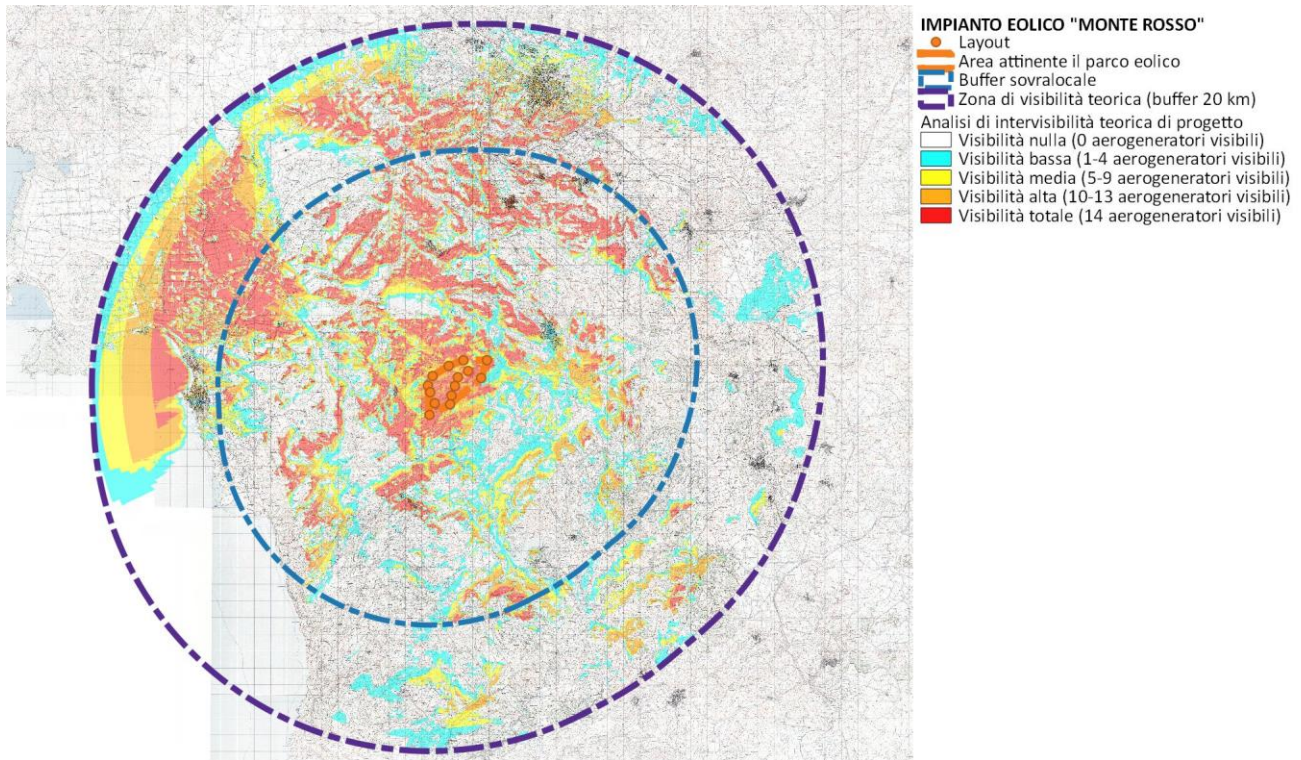 IMPIANTO EOLICO "MONTE ROSSO"
Layout
Area attinente il parco eolico
Buffer sovralocale
Zona di visibilità teorica (buffer 20 km)
Analisi di intervisibilità teorica di progetto
Visibilità nulla (0 aerogeneratori visibili)
Visibilità bassa (1-4 aerogeneratori visibili)
Visibilità media (5-9 aerogeneratori visibili)
Visibilità alta (10-13 aerogeneratori visibili)
Visibilità totale (14 aerogeneratori visibili)